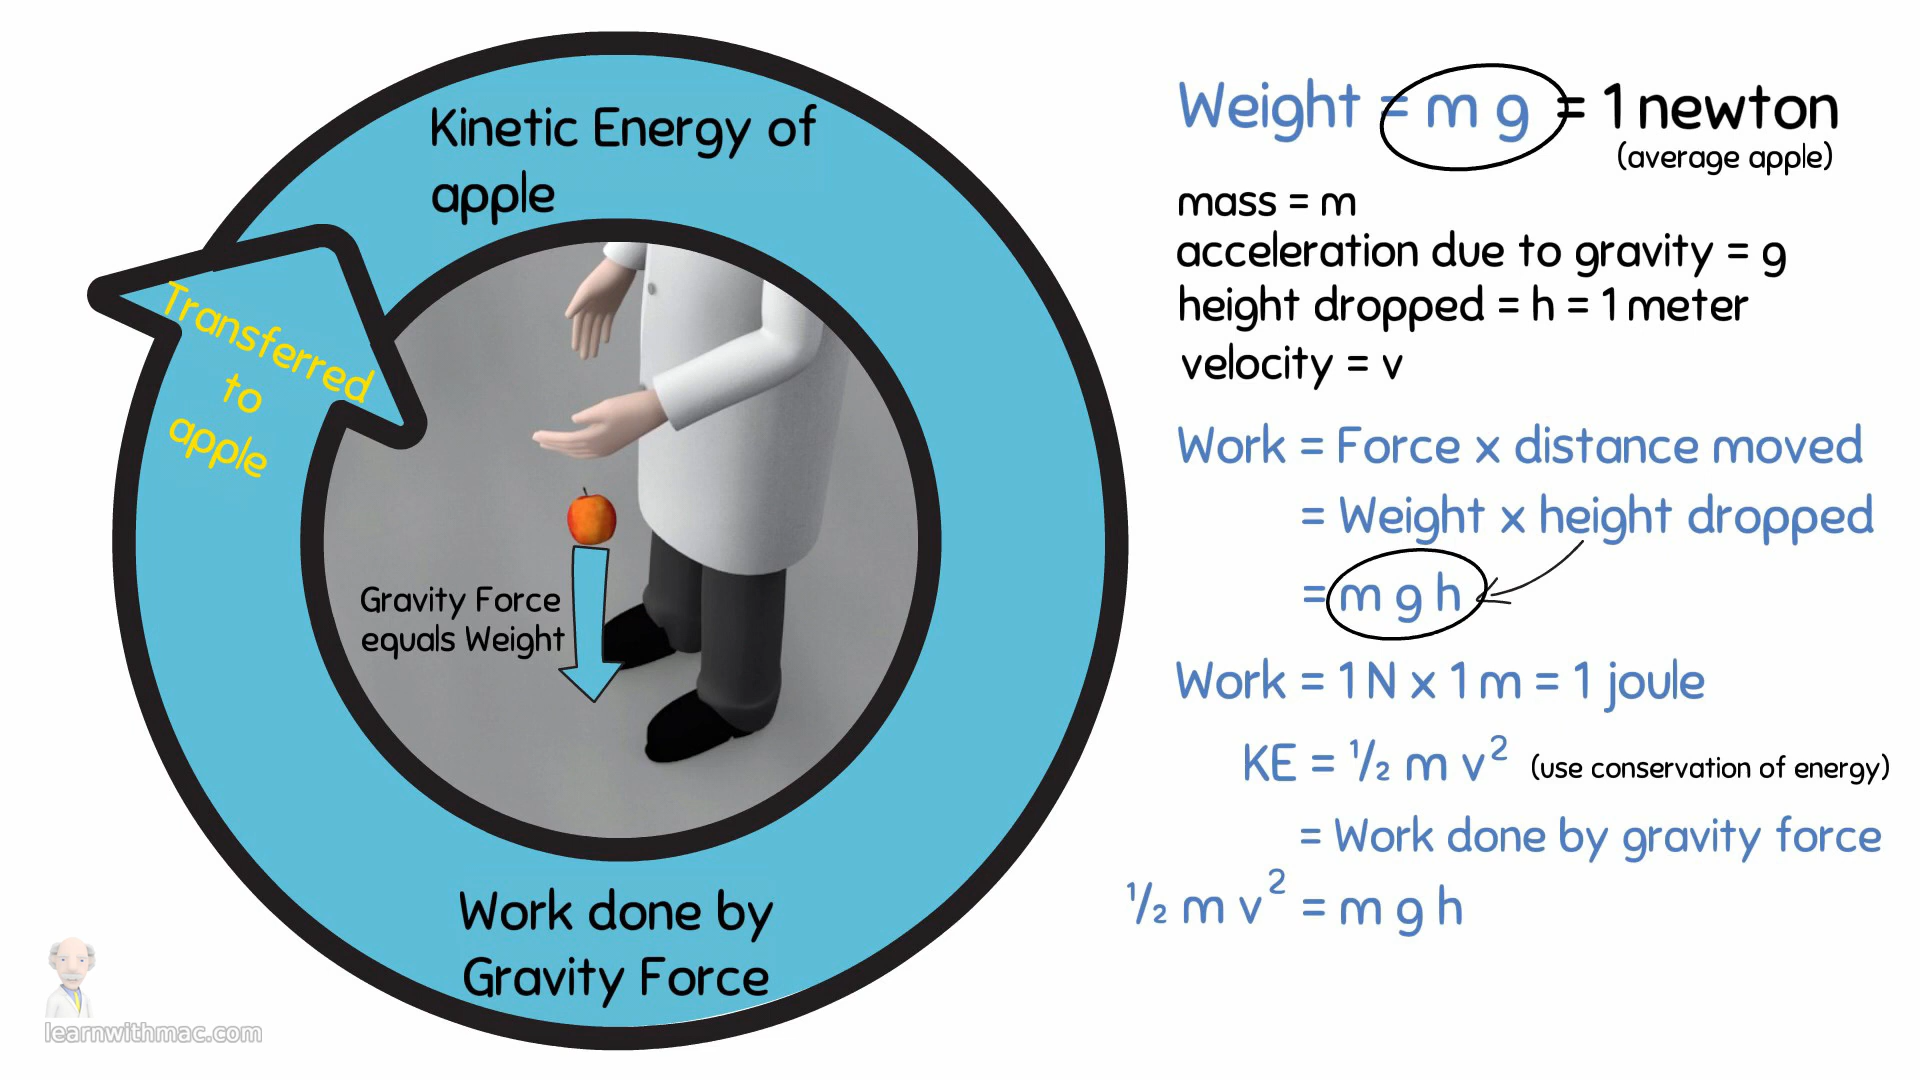 Kinetic Energy of
apple
Transferred
to
apple
Gravity Force
equals Weight
Work done by
Gravity Force
learnwithmac.com
Weight = m g = 1 newton
(average apple)
mass = m
acceleration due to gravity = g
height dropped = h = 1 meter
velocity = v
Work = Force x distance moved
= Weight x height dropped
= m g h
Work = 1 N x 1 m = 1 joule
KE = ½ m v² (use conservation of energy)
= Work done by gravity force
½ m v² = m g h